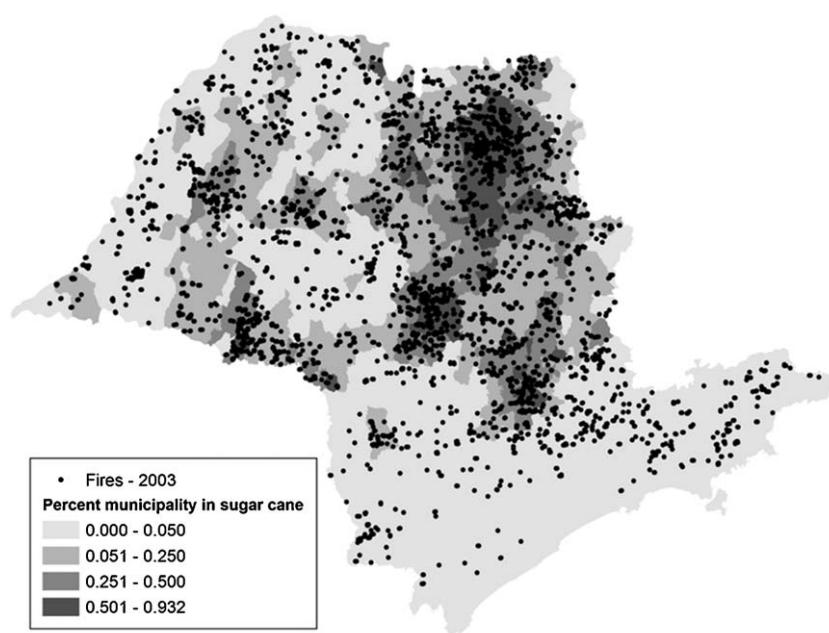 Fires - 2003
Percent municipality in sugar cane
0.000 - 0.050
0.051 - 0.250
0.251 - 0.500
0.501 - 0.932